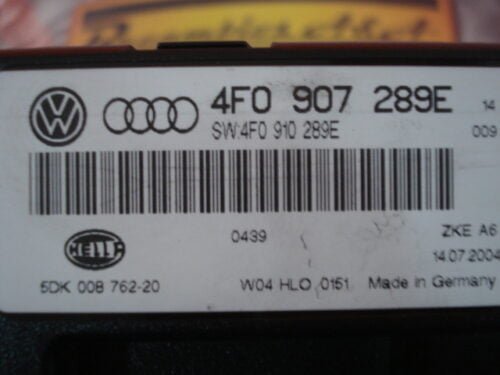 4F0 907 289E 14
SW:4F0 910 289E 009
0439 ZKE A6
HELLA 14.07.2004
5DK 008 762-20 W04 HLO 0151 Made in Germany